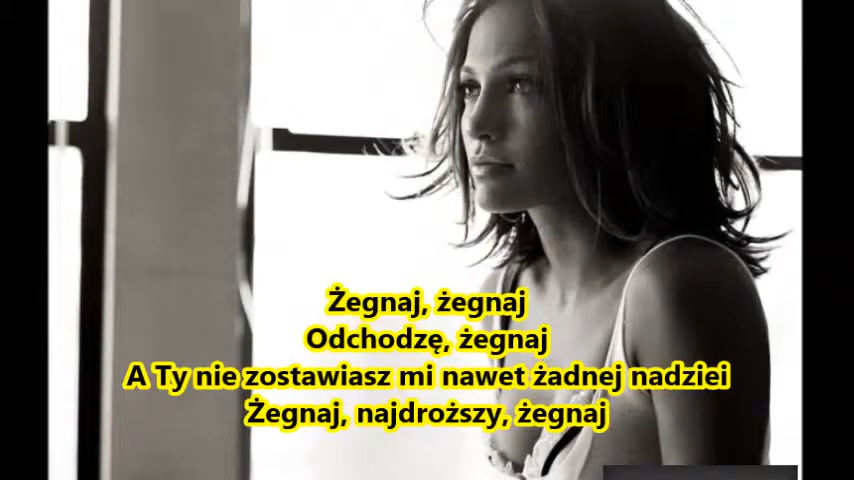 Żegnaj, żegnaj
Odchodzę, żegnaj
A Ty nie zostawiasz mi nawet żadnej nadziei
Żegnaj, najdroższy, żegnaj